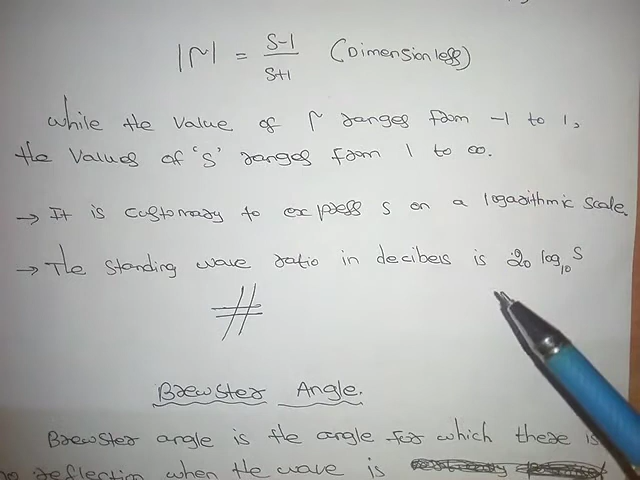 |Γ| = S-1/S+1 (Dimensionless)
while the value of Γ ranges from -1 to 1,
the values of 's' ranges from 1 to ∞.
→ It is customary to express s on a logarithmic scale.
→ The standing wave ratio in decibels is 20 log₁₀ S
Brewster Angle.
Brewster angle is the angle for which there is
no reflection when the wave is